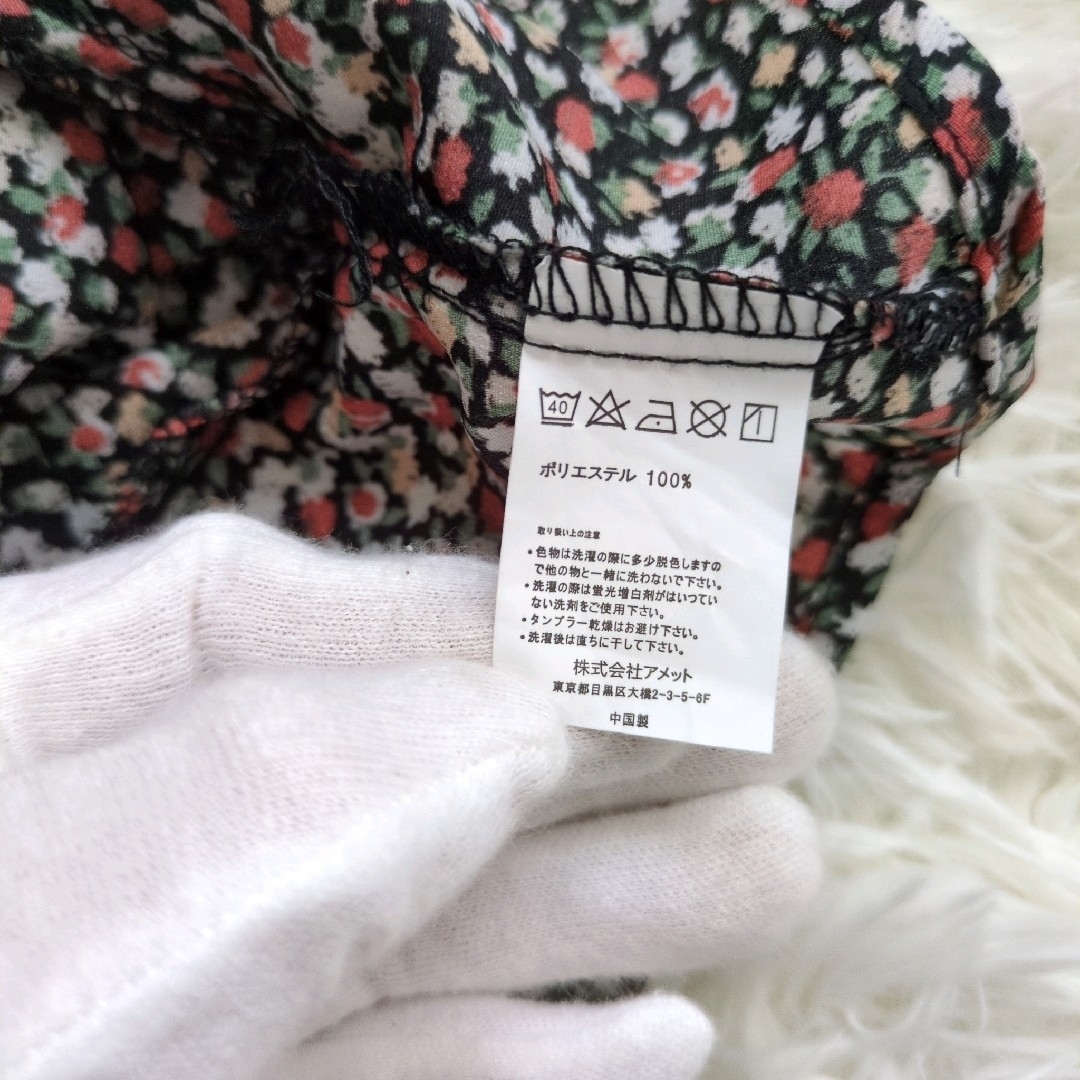 40
ポリエステル 100%
取り扱い上の注意
•色物は洗濯の際に多少脱色しますの
で他の物と一緒に洗わないで下さい。
•洗濯の際は蛍光増白剤がはいつてい
ない洗剤をご使用下さい。
•タンブラー乾燥はお避け下さい。
•洗濯後は直ちに干して下さい。
株式会社アメット
東京都目黒区大橋2-3-5-6F
中国製